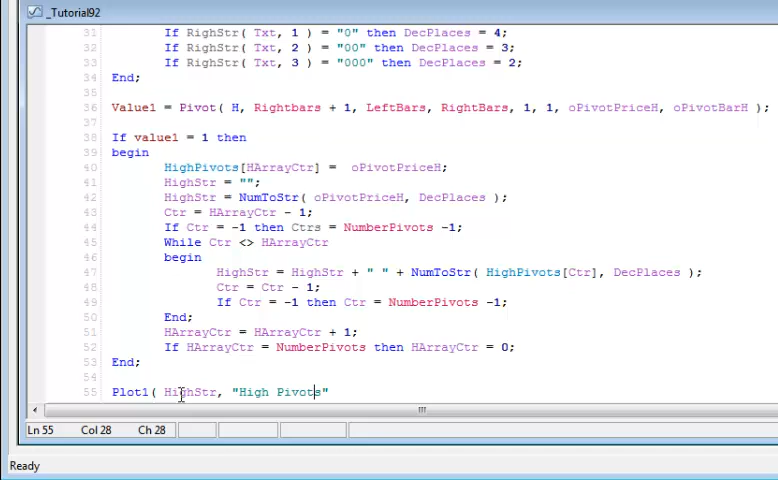 _Tutorial92
31 If RighStr( Txt, 1 ) = "0" then DecPlaces = 4;
32 If RighStr( Txt, 2 ) = "00" then DecPlaces = 3;
33 If RighStr( Txt, 3 ) = "000" then DecPlaces = 2;
34 End;
35
36 Value1 = Pivot( H, Rightbars + 1, LeftBars, RightBars, 1, 1, oPivotPriceH, oPivotBarH );
37
38 If value1 = 1 then
39 begin
40 HighPivots[HArrayCtr] = oPivotPriceH;
41 HighStr = "";
42 HighStr = NumToStr( oPivotPriceH, DecPlaces );
43 Ctr = HArrayCtr - 1;
44 If Ctr = -1 then Ctrs = NumberPivots -1;
45 While Ctr <> HArrayCtr
46 begin
47 HighStr = HighStr + " " + NumToStr( HighPivots[Ctr], DecPlaces );
48 Ctr = Ctr - 1;
49 If Ctr = -1 then Ctr = NumberPivots -1;
50 End;
51 HArrayCtr = HArrayCtr + 1;
52 If HArrayCtr = NumberPivots then HArrayCtr = 0;
53 End;
54
55 Plot1( HighStr, "High Pivots"
Ln 55 Col 28 Ch 28
Ready